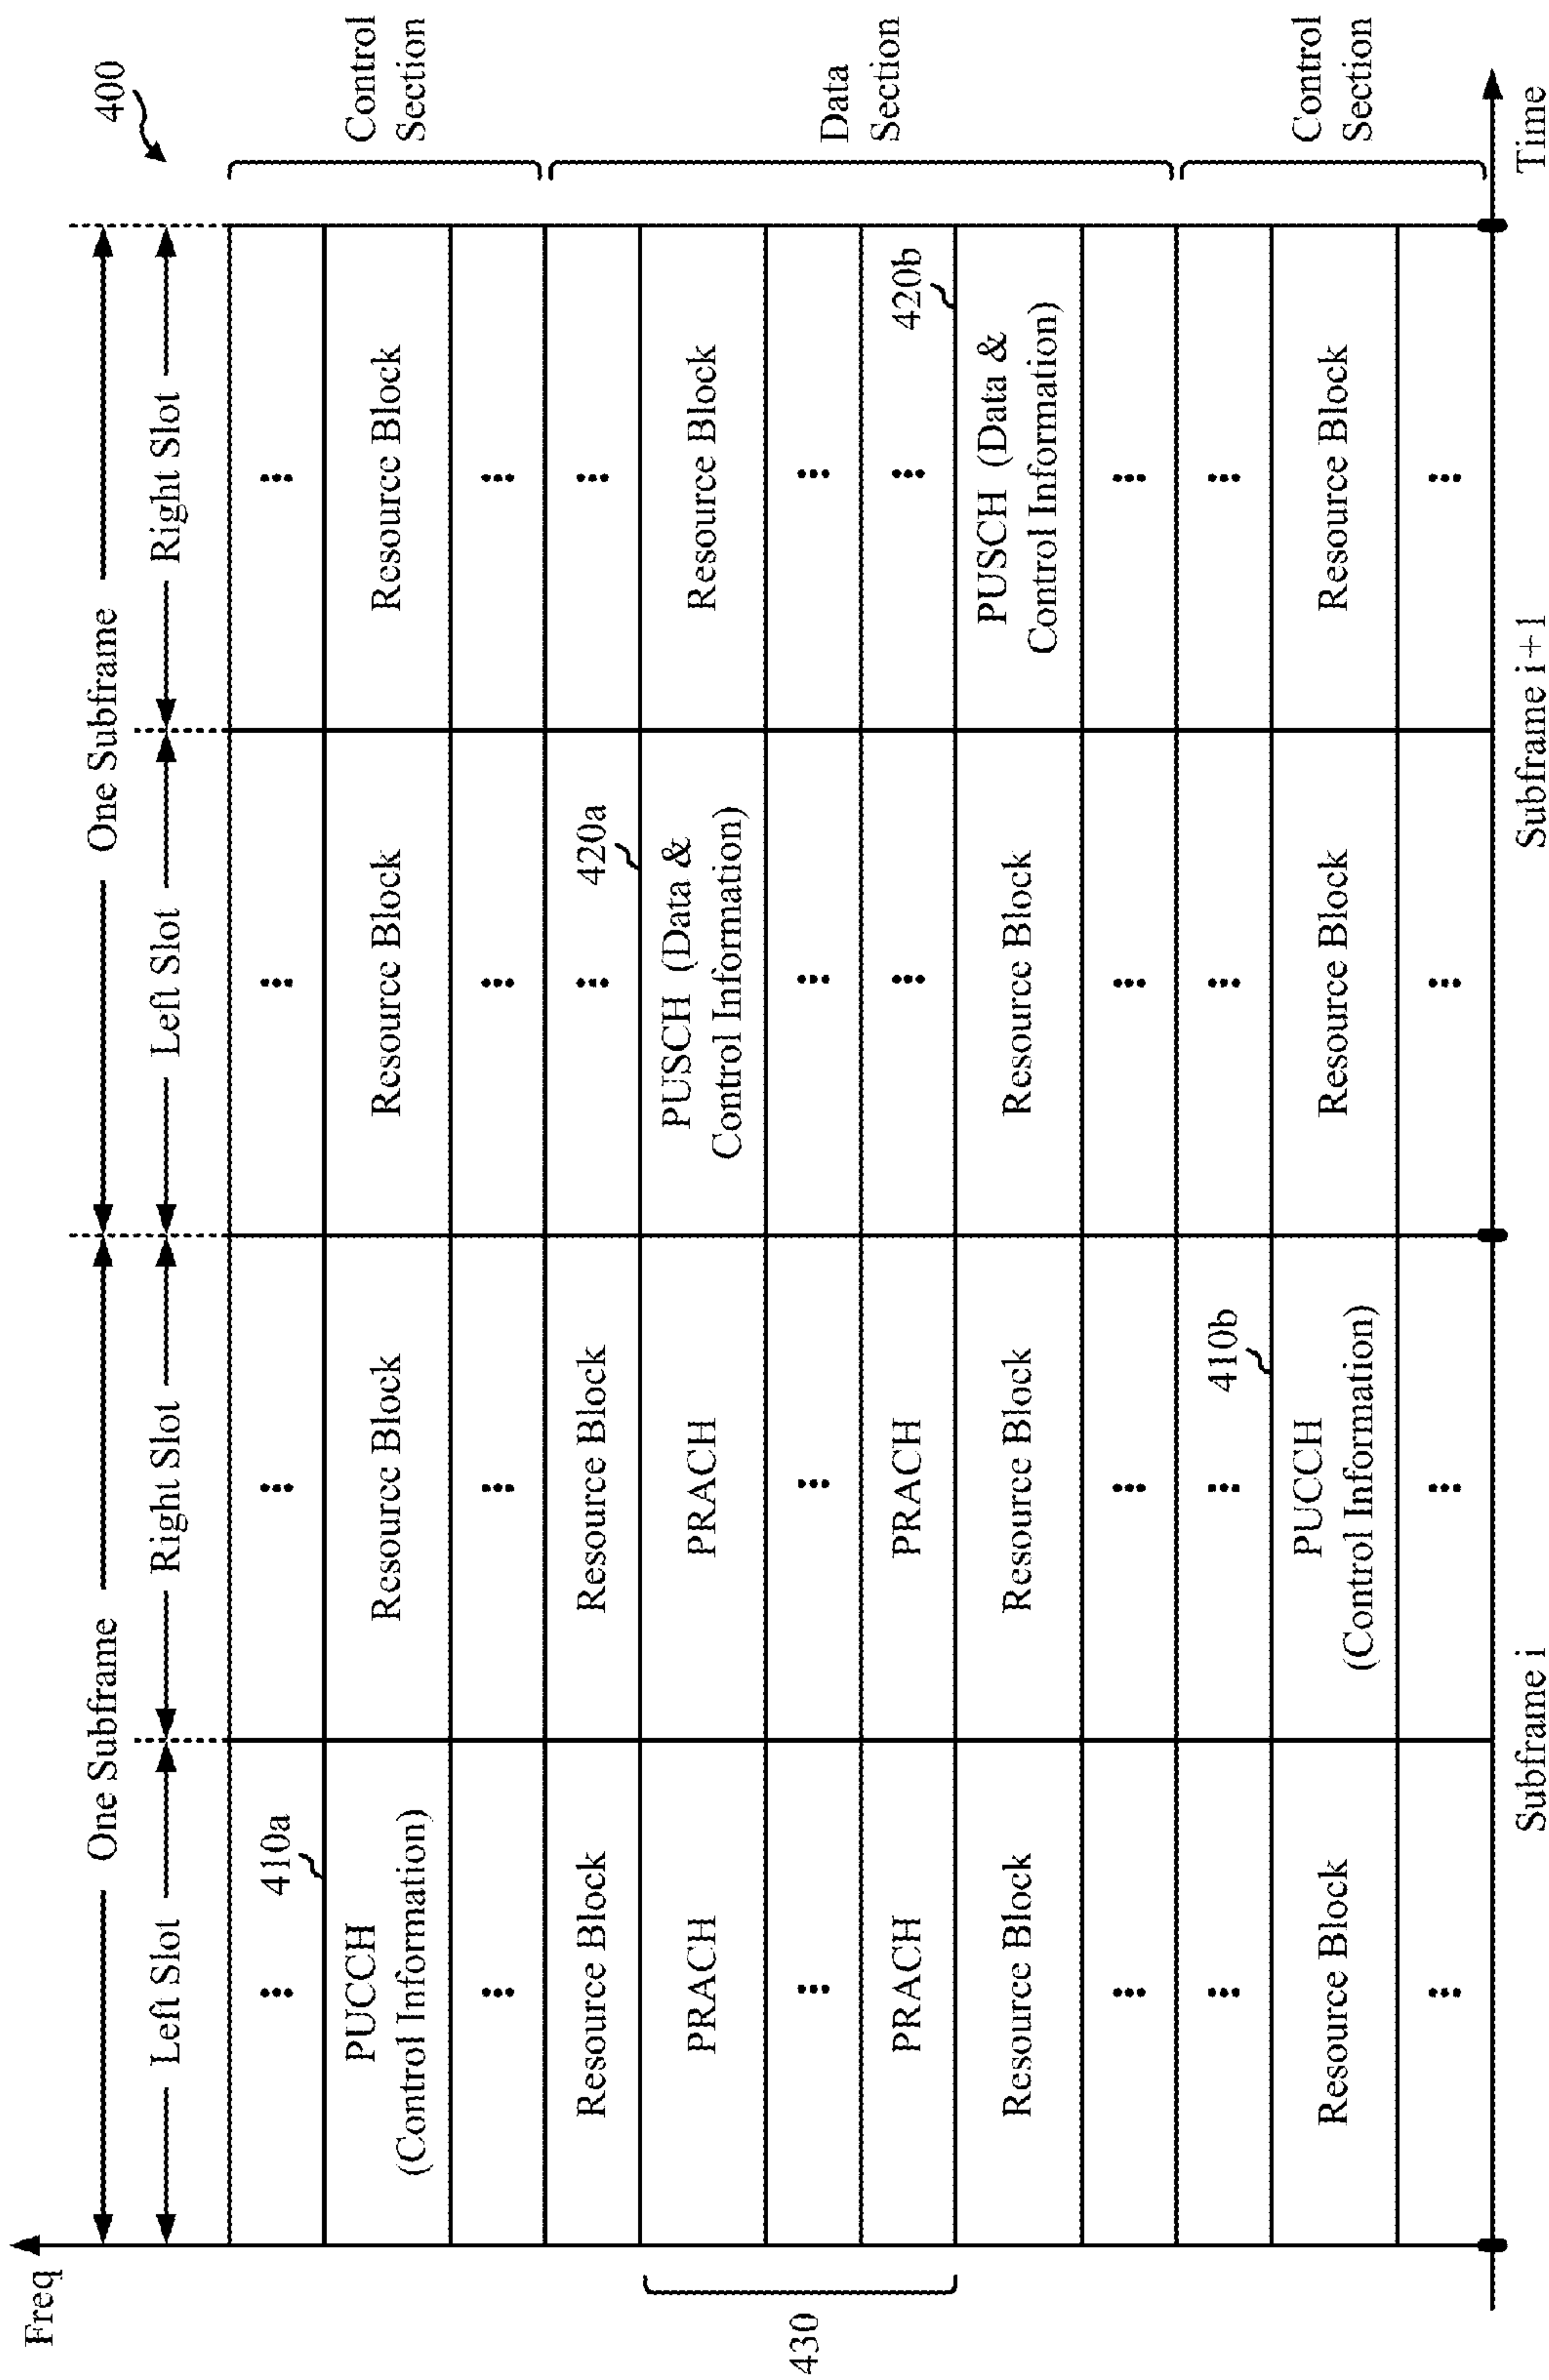 400
One Subframe
One Subframe
Left Slot
Right Slot
Left Slot
Right Slot
Freq
⋮
410a
⋮
⋮
⋮
PUCCH
(Control Information)
Resource Block
Resource Block
Resource Block
Control
Section
⋮
⋮
⋮
⋮
Resource Block
Resource Block
⋮
420a
⋮
PRACH
PRACH
PUSCH (Data &
Control Information)
Resource Block
430
⋮
⋮
⋮
⋮
Data
Section
PRACH
PRACH
⋮
⋮
420b
Resource Block
Resource Block
Resource Block
PUSCH (Data &
Control Information)
⋮
⋮
⋮
⋮
⋮
⋮
410b
⋮
⋮
Resource Block
PUCCH
(Control Information)
Resource Block
Resource Block
Control
Section
⋮
⋮
⋮
⋮
Subframe i
Subframe i+1
Time